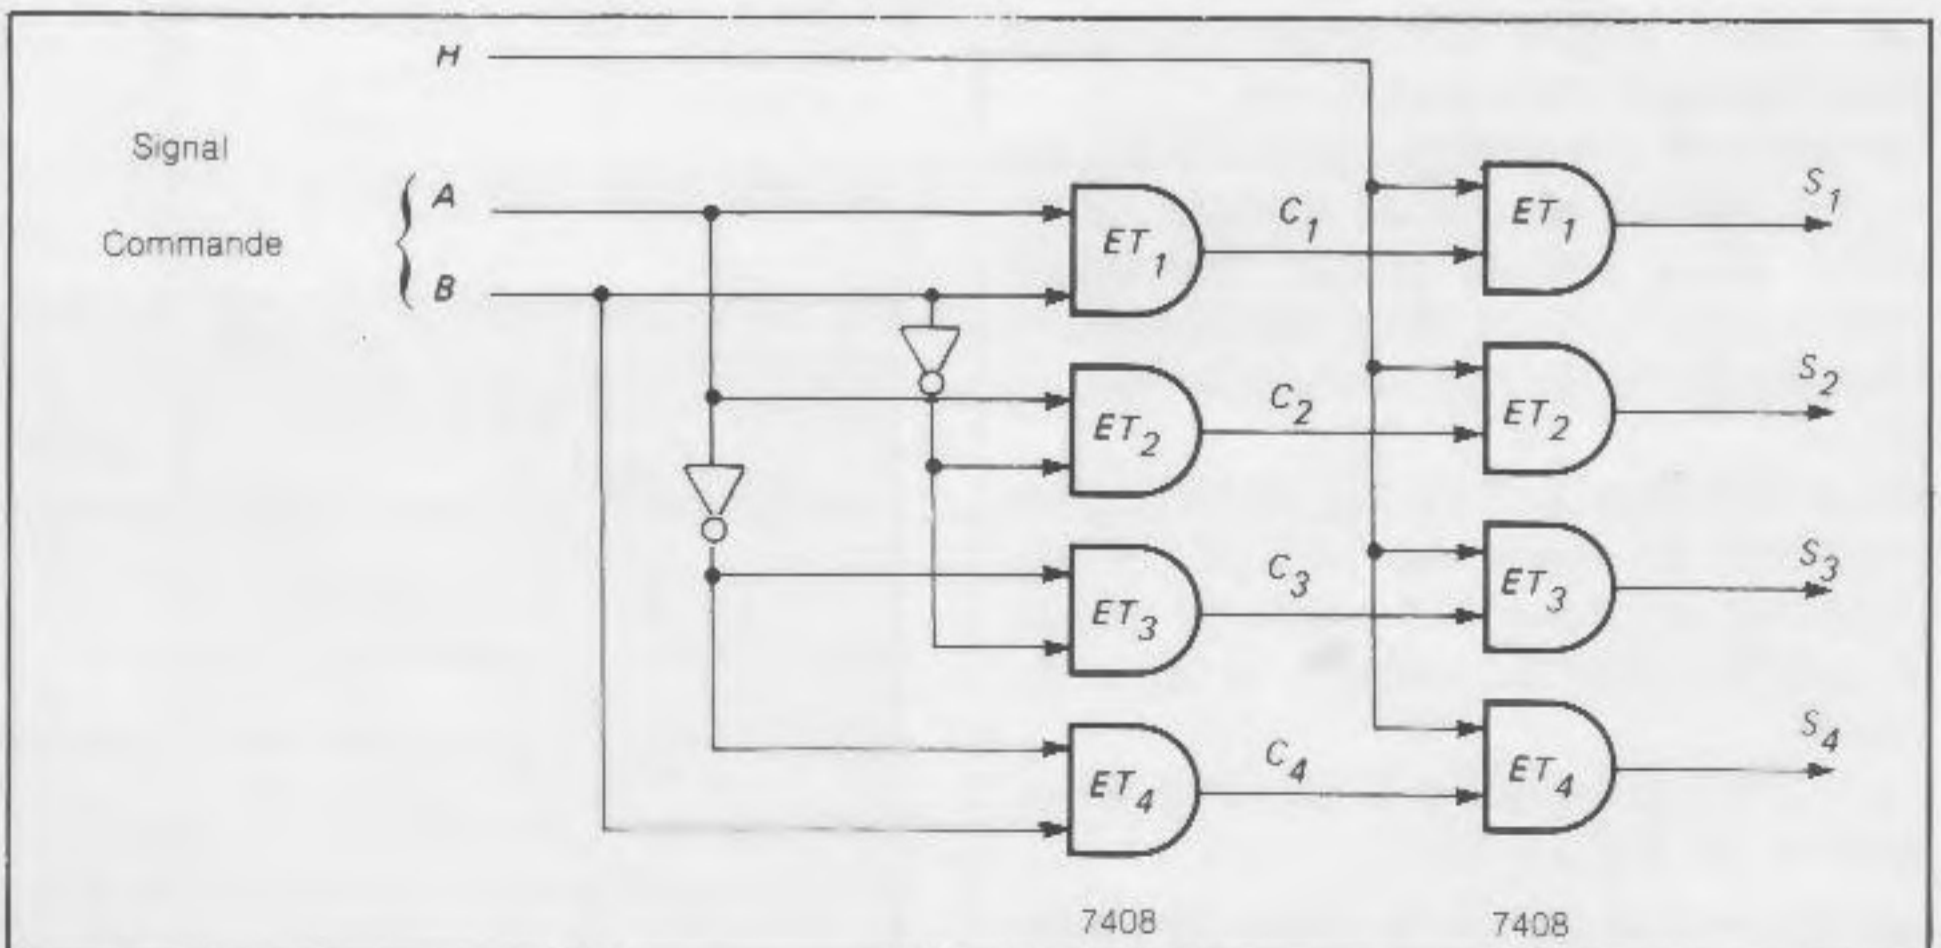 H
Signal
A
Commande
B
ET1
C1
ET1
S1
ET2
C2
ET2
S2
ET3
C3
ET3
S3
ET4
C4
ET4
S4
7408
7408